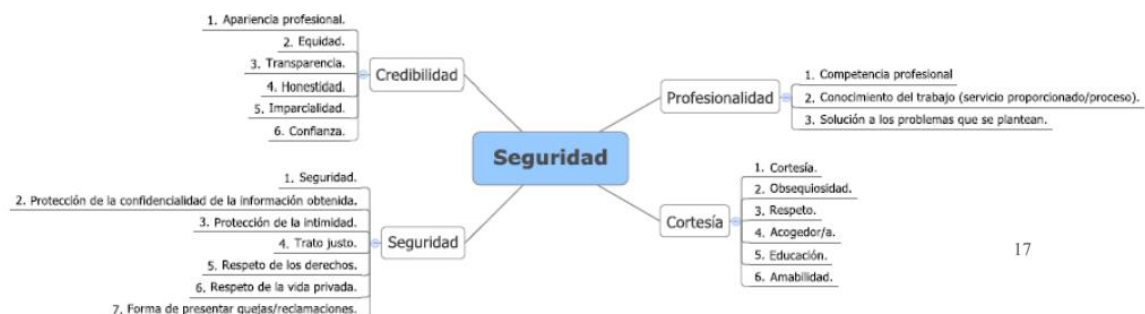 1. Apariencia profesional.
2. Equidad.
3. Transparencia.
4. Honestidad.
5. Imparcialidad.
6. Confianza.
Credibilidad
1. Seguridad.
2. Protección de la confidencialidad de la información obtenida.
3. Protección de la intimidad.
4. Trato justo.
5. Respeto de los derechos.
6. Respeto de la vida privada.
7. Forma de presentar quejas/reclamaciones.
Seguridad
Seguridad
Profesionalidad
1. Competencia profesional
2. Conocimiento del trabajo (servicio proporcionado/proceso).
3. Solución a los problemas que se plantean.
Cortesía
1. Cortesía.
2. Obsequiosidad.
3. Respeto.
4. Acogedor/a.
5. Educación.
6. Amabilidad.
17